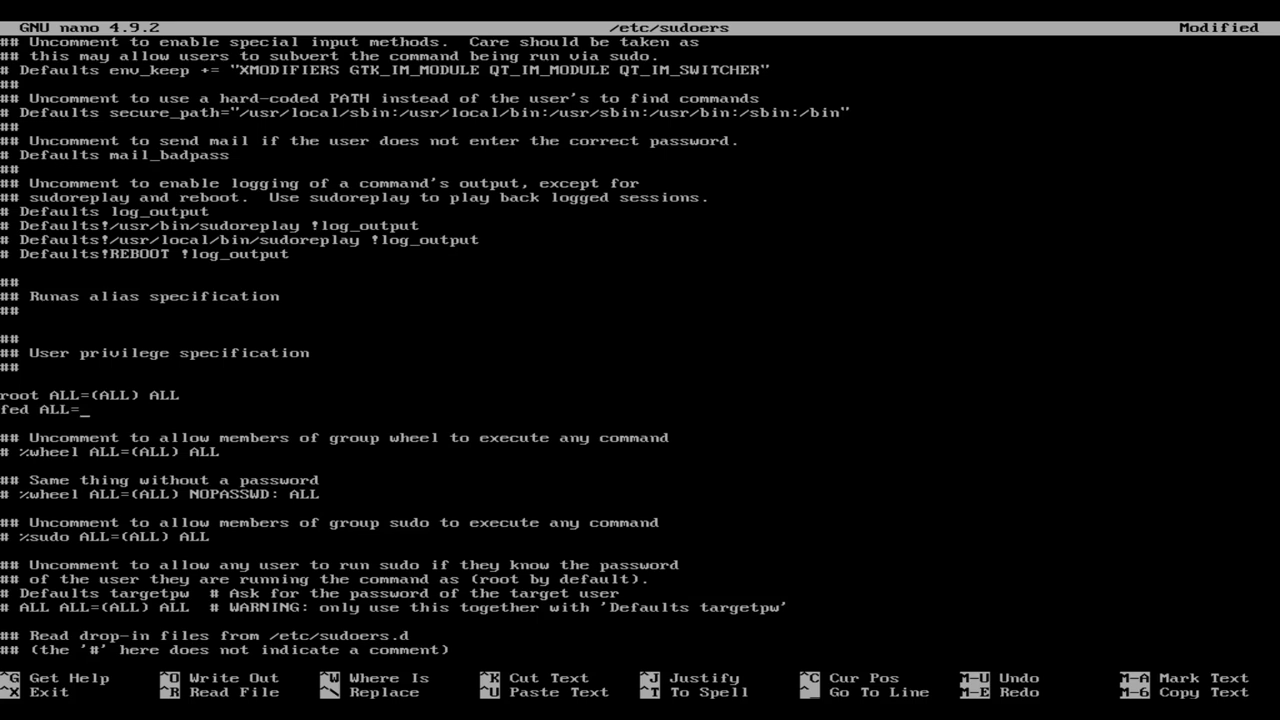 GNU nano 4.9.2 /etc/sudoers Modified
## Uncomment to enable special input methods.  Care should be taken as
## this may allow users to subvert the command being run via sudo.
# Defaults env_keep += "XMODIFIERS GTK_IM_MODULE QT_IM_MODULE QT_IM_SWITCHER"
##
## Uncomment to use a hard-coded PATH instead of the user's to find commands
# Defaults secure_path="/usr/local/sbin:/usr/local/bin:/usr/sbin:/usr/bin:/sbin:/bin"
##
## Uncomment to send mail if the user does not enter the correct password.
# Defaults mail_badpass
##
## Uncomment to enable logging of a command's output, except for
## sudoreplay and reboot.  Use sudoreplay to play back logged sessions.
# Defaults log_output
# Defaults!/usr/bin/sudoreplay !log_output
# Defaults!/usr/local/bin/sudoreplay !log_output
# Defaults!REBOOT !log_output
##
## Runas alias specification
##
##
## User privilege specification
##
root ALL=(ALL) ALL
fed ALL=_
## Uncomment to allow members of group wheel to execute any command
# %wheel ALL=(ALL) ALL
## Same thing without a password
# %wheel ALL=(ALL) NOPASSWD: ALL
## Uncomment to allow members of group sudo to execute any command
# %sudo ALL=(ALL) ALL
## Uncomment to allow any user to run sudo if they know the password
## of the user they are running the command as (root by default).
# Defaults targetpw  # Ask for the password of the target user
# ALL ALL=(ALL) ALL  # WARNING: only use this together with 'Defaults targetpw'
## Read drop-in files from /etc/sudoers.d
## (the '#' here does not indicate a comment)
^G Get Help ^O Write Out ^W Where Is ^K Cut Text ^J Justify ^C Cur Pos M-U Undo M-A Mark Text
^X Exit ^R Read File ^\ Replace ^U Paste Text ^T To Spell ^_ Go To Line M-E Redo M-6 Copy Text